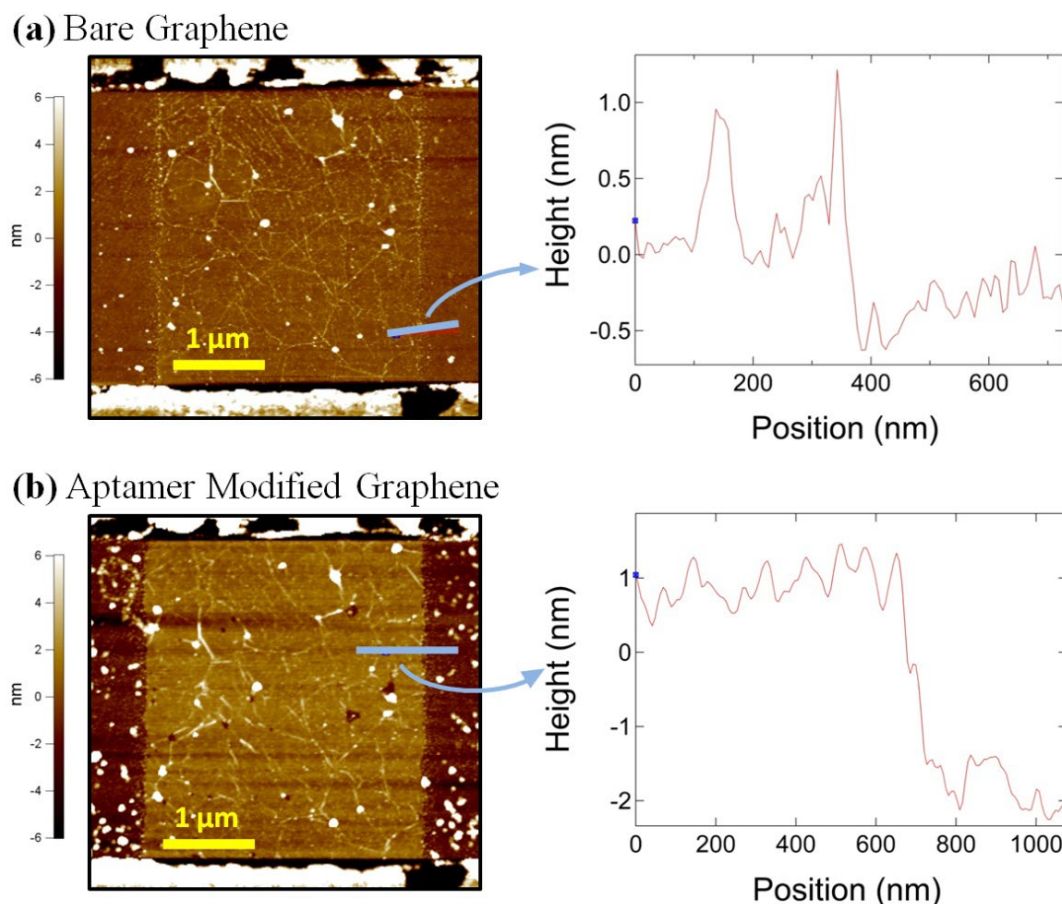 (a) Bare Graphene
6
4
2
0
-2
-4
-6
nm
1 µm
Height (nm)
1.0
0.5
0.0
-0.5
0 200 400 600
Position (nm)
(b) Aptamer Modified Graphene
6
4
2
0
-2
-4
-6
nm
1 µm
Height (nm)
1
0
-1
-2
0 200 400 600 800 1000
Position (nm)